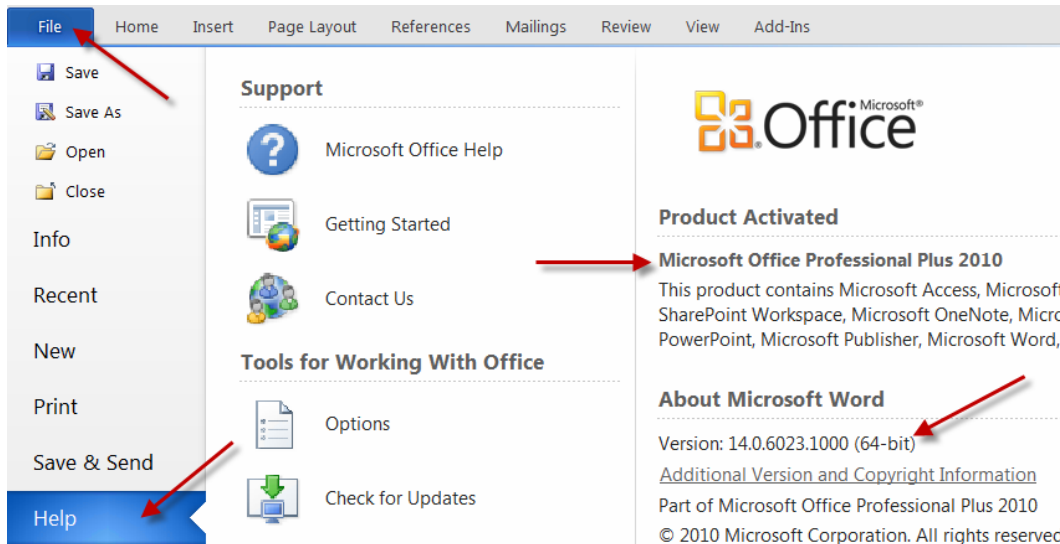 File Home Insert Page Layout References Mailings Review View Add-Ins
Save
Save As
Open
Close
Info
Recent
New
Print
Save & Send
Help
Support
Microsoft Office Help
Getting Started
Contact Us
Tools for Working With Office
Options
Check for Updates
Microsoft®
Office
Product Activated
Microsoft Office Professional Plus 2010
This product contains Microsoft Access, Microsoft
SharePoint Workspace, Microsoft OneNote, Micro
PowerPoint, Microsoft Publisher, Microsoft Word,
About Microsoft Word
Version: 14.0.6023.1000 (64-bit)
Additional Version and Copyright Information
Part of Microsoft Office Professional Plus 2010
© 2010 Microsoft Corporation. All rights reserved